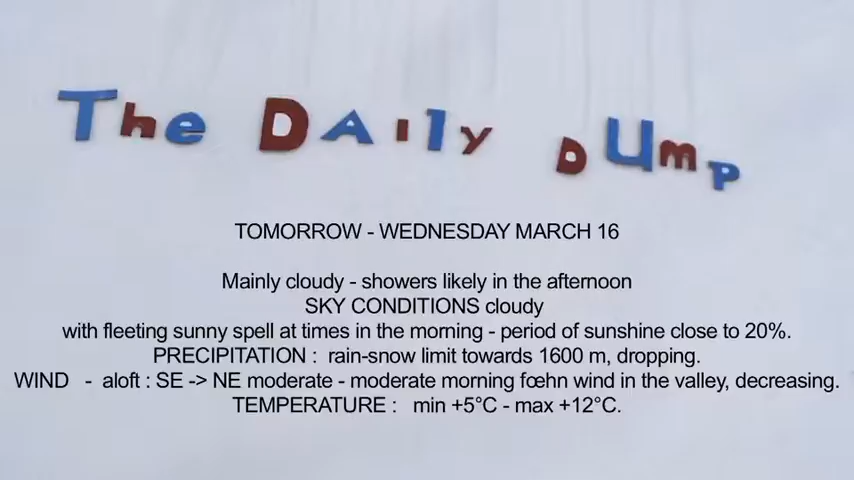 The DAily DUmP
TOMORROW - WEDNESDAY MARCH 16
Mainly cloudy - showers likely in the afternoon
SKY CONDITIONS cloudy
with fleeting sunny spell at times in the morning - period of sunshine close to 20%.
PRECIPITATION : rain-snow limit towards 1600 m, dropping.
WIND - aloft : SE -> NE moderate - moderate morning fœhn wind in the valley, decreasing.
TEMPERATURE : min +5°C - max +12°C.